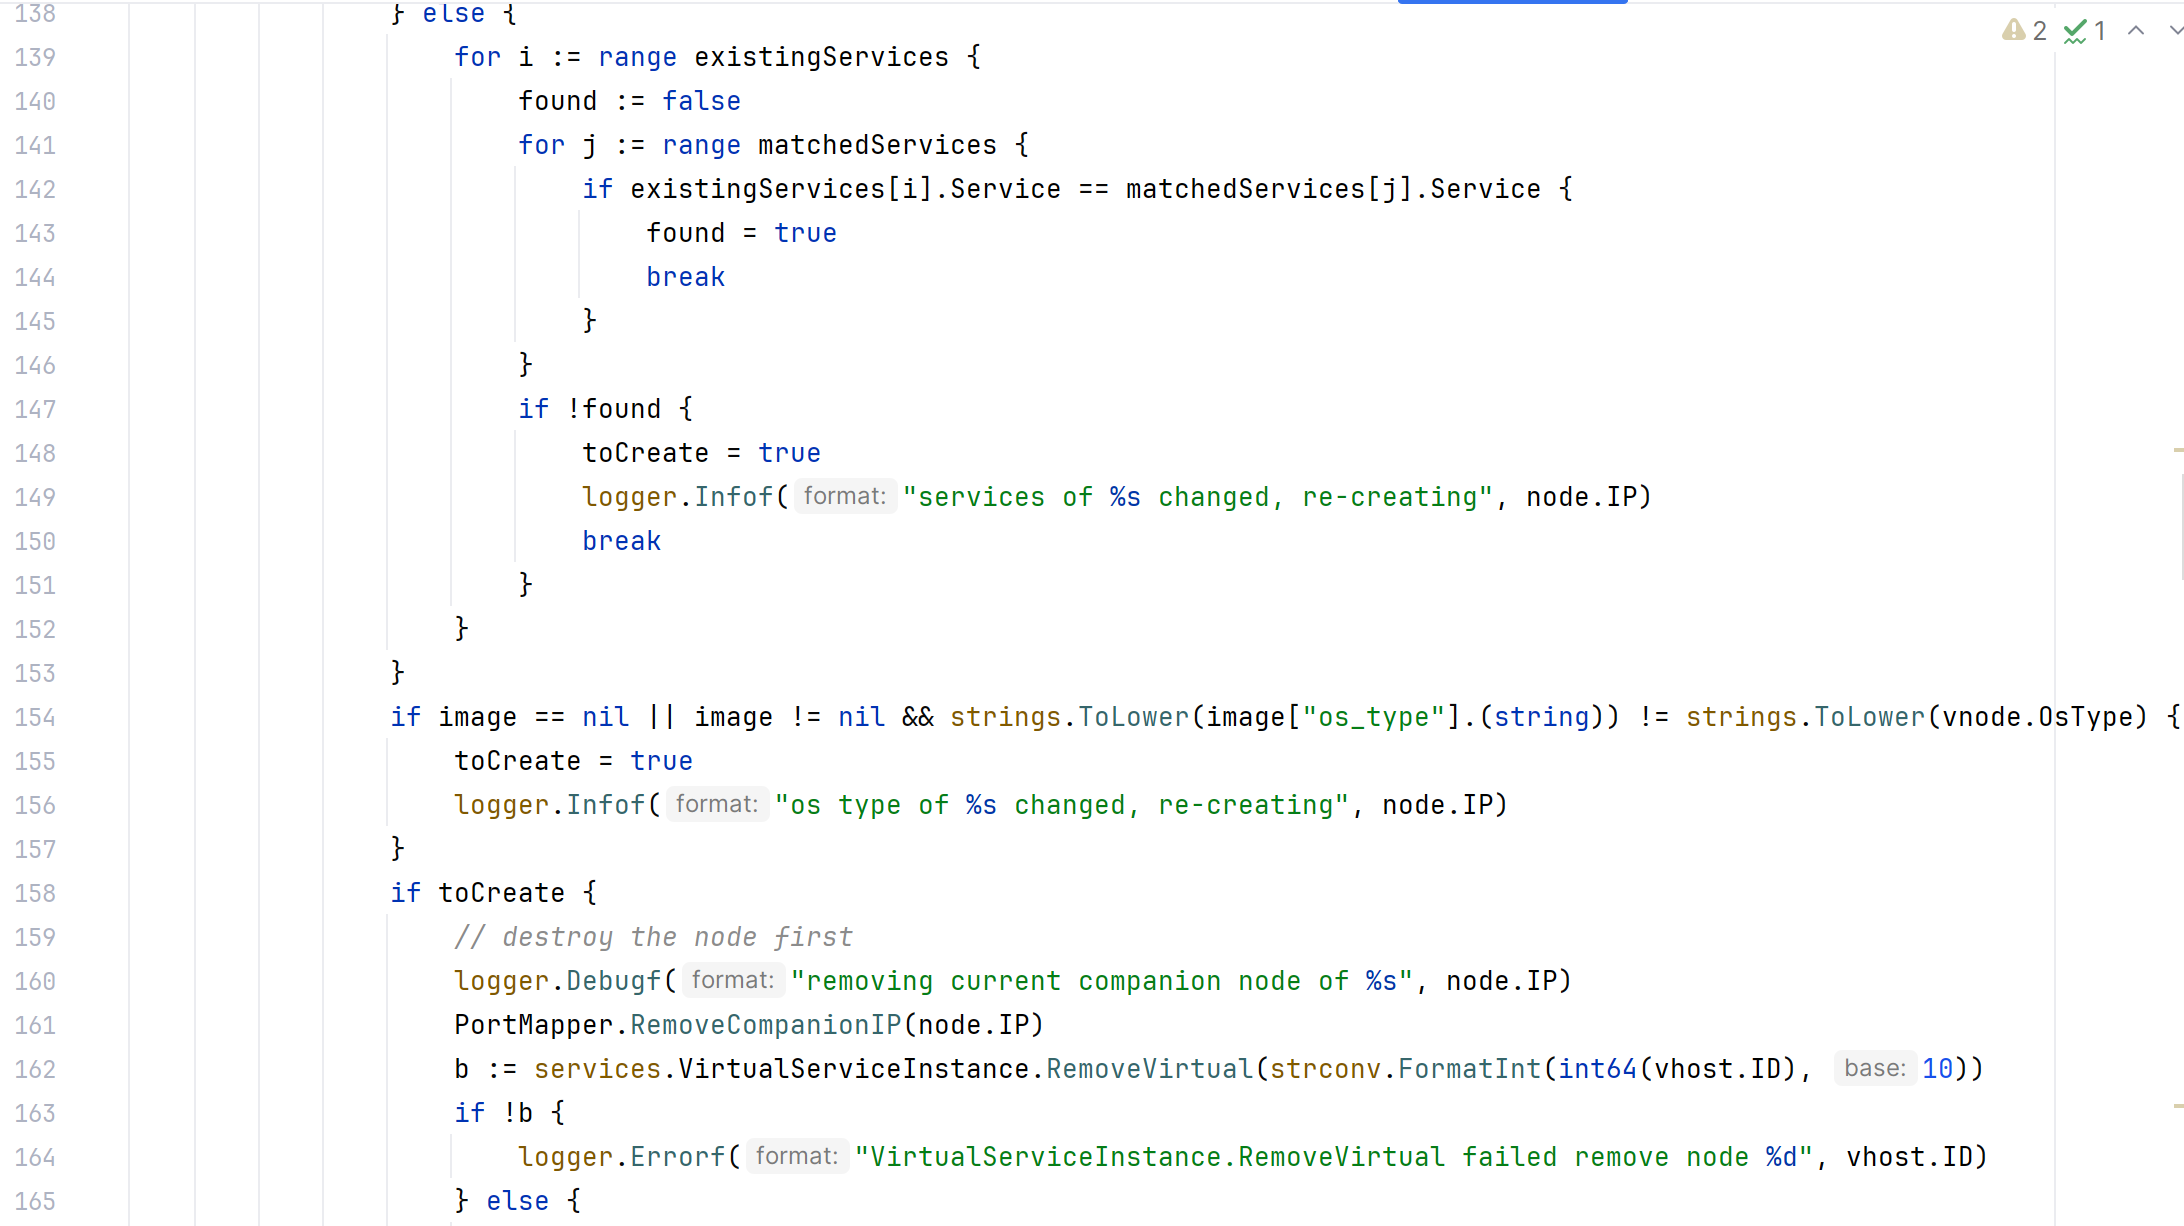 138 } else {
2 1
139 for i := range existingServices {
140 found := false
141 for j := range matchedServices {
142 if existingServices[i].Service == matchedServices[j].Service {
143 found = true
144 break
145 }
146 }
147 if !found {
148 toCreate = true
149 logger.Infof( format: "services of %s changed, re-creating", node.IP)
150 break
151 }
152 }
153 }
154 if image == nil || image != nil && strings.ToLower(image["os_type"].(string)) != strings.ToLower(vnode.OsType) {
155 toCreate = true
156 logger.Infof( format: "os type of %s changed, re-creating", node.IP)
157 }
158 if toCreate {
159 // destroy the node first
160 logger.Debugf( format: "removing current companion node of %s", node.IP)
161 PortMapper.RemoveCompanionIP(node.IP)
162 b := services.VirtualServiceInstance.RemoveVirtual(strconv.FormatInt(int64(vhost.ID), base: 10))
163 if !b {
164 logger.Errorf( format: "VirtualServiceInstance.RemoveVirtual failed remove node %d", vhost.ID)
165 } else {